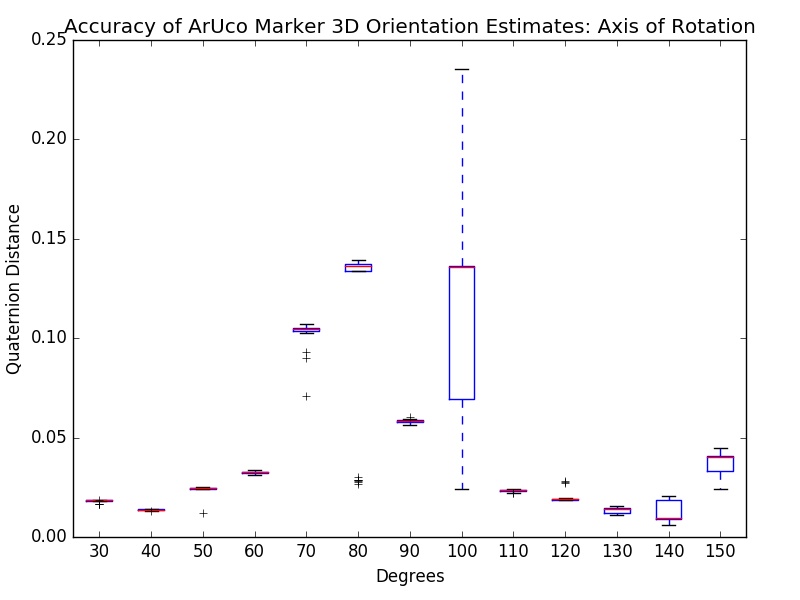 Accuracy of ArUco Marker 3D Orientation Estimates: Axis of Rotation
0.25
0.20
0.15
0.10
0.05
0.00
Quaternion Distance
30 40 50 60 70 80 90 100 110 120 130 140 150
Degrees